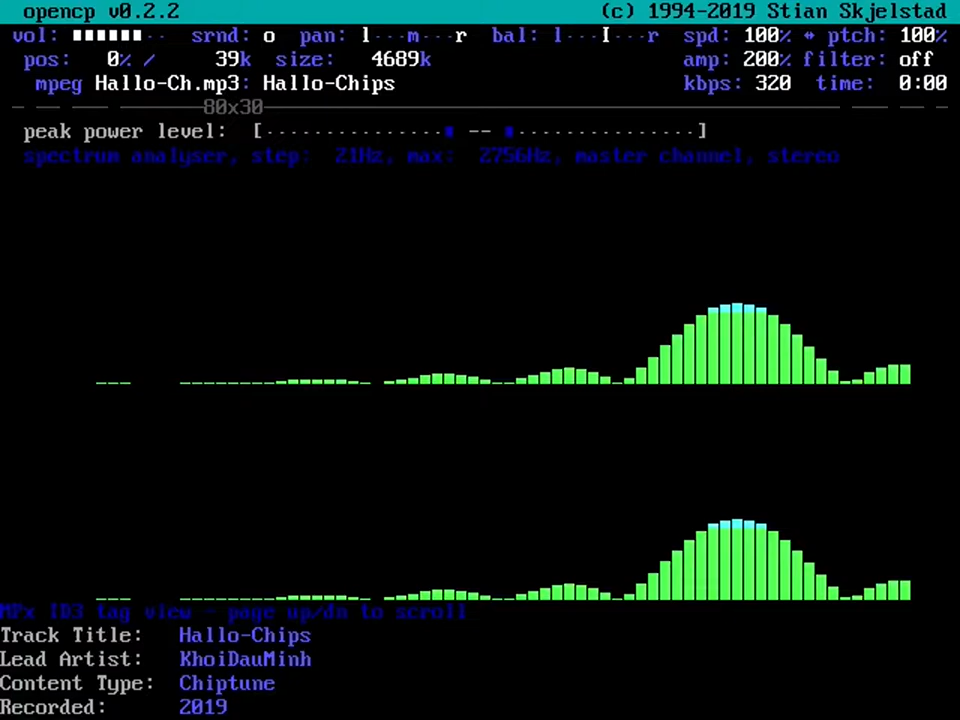 opencp v0.2.2 (c) 1994-2019 Stian Skjelstad
vol: ▪▪▪▪▪▪·· srnd: o pan: l···m···r bal: l···I···r spd: 100% ↔ ptch: 100%
pos: 0% / 39k size: 4689k amp: 200% filter: off
mpeg Hallo-Ch.mp3: Hallo-Chips kbps: 320 time: 0:00
80x30
peak power level: [···············▪ -- ▪···············]
spectrum analyser, step: 21Hz, max: 2756Hz, master channel, stereo
MPx ID3 tag view - page up/dn to scroll
Track Title: Hallo-Chips
Lead Artist: KhoiDauMinh
Content Type: Chiptune
Recorded: 2019